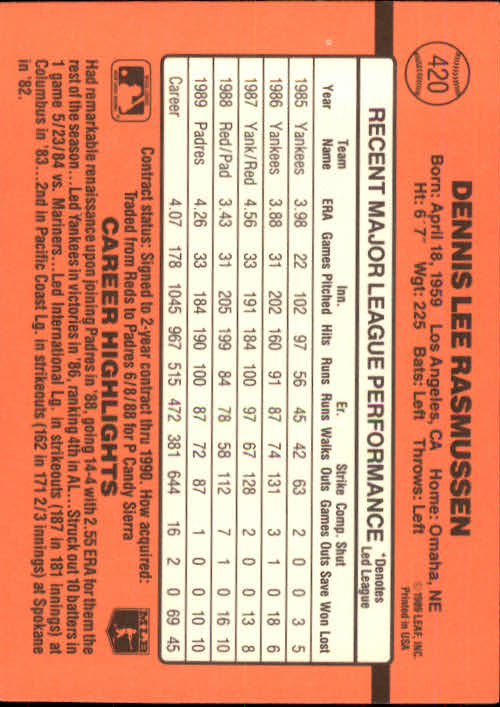 420
DENNIS LEE RASMUSSEN
© 1989 LEAF, INC.
Printed in USA
Born: April 18, 1959 Los Angeles, CA Home: Omaha, NE
Ht: 6' 7" Wgt: 225 Bats: Left Throws: Left
RECENT MAJOR LEAGUE PERFORMANCE *Denotes Led League
Team Inn. Er. Strike Comp. Shut
Year Name ERA Games Pitched Hits Runs Runs Walks Outs Games Outs Save Won Lost
1985 Yankees 3.98 22 102 97 56 45 42 63 2 0 0 3 5
1986 Yankees 3.88 31 202 160 91 87 74 131 3 1 0 18 6
1987 Yank/Red 4.56 33 191 184 100 97 67 128 2 0 0 13 8
1988 Red/Pad 3.43 31 205 199 84 78 58 112 7 1 0 16 10
1989 Padres 4.26 33 184 190 100 87 72 87 1 0 0 10 10
Career 4.07 178 1045 967 515 472 381 644 16 2 0 69 45
Contract status: Signed to 2-year contract thru 1990. How acquired:
Traded from Reds to Padres 6/8/88 for P Candy Sierra
CAREER HIGHLIGHTS
MLB
Had remarkable renaissance upon joining Padres in '88, going 14-4 with 2.55 ERA for them the
rest of the season...Led Yankees in victories in '86, ranking 4th in AL...Struck out 10 batters in
1 game 5/23/84 vs. Mariners...Led International Lg. in strikeouts (187 in 181 innings) at
Columbus in '83...2nd in Pacific Coast Lg. in strikeouts (162 in 171 2/3 innings) at Spokane
in '82.